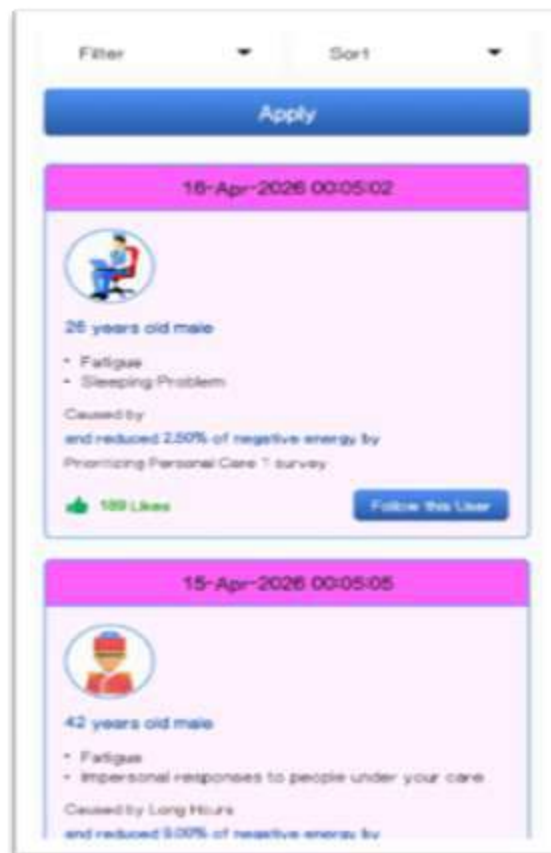 Filter Sort
Apply
16-Apr-2026 00:05:02
26 years old male
• Fatigue
• Sleeping Problem
Caused by
and reduced 2.50% of negative energy by
Prioritizing Personal Care 1 survey
189 Likes Follow this User
15-Apr-2026 00:05:05
42 years old male
• Fatigue
• Impersonal responses to people under your care
Caused by Long Hours
and reduced 9.00% of negative energy by